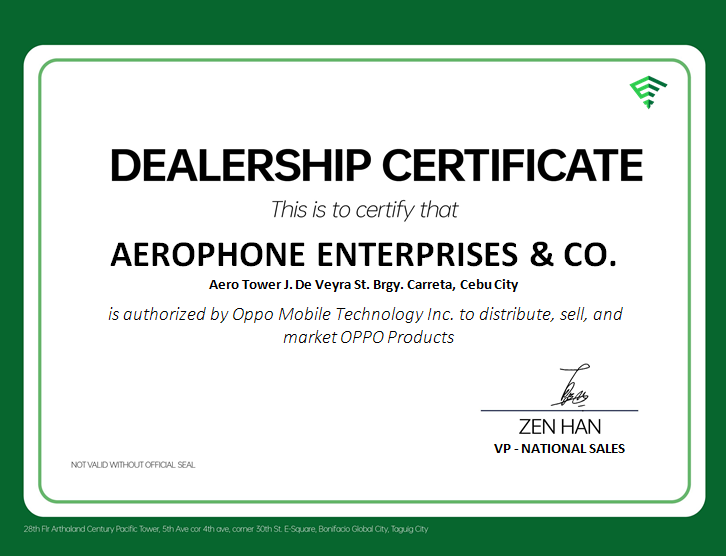 DEALERSHIP CERTIFICATE
This is to certify that
AEROPHONE ENTERPRISES & CO.
Aero Tower J. De Veyra St. Brgy. Carreta, Cebu City
is authorized by Oppo Mobile Technology Inc. to distribute, sell, and
market OPPO Products
ZEN HAN
VP - NATIONAL SALES
NOT VALID WITHOUT OFFICIAL SEAL
28th Flr Arthaland Century Pacific Tower, 5th Ave cor 4th ave, corner 30th St. E-Square, Bonifacio Global City, Taguig City